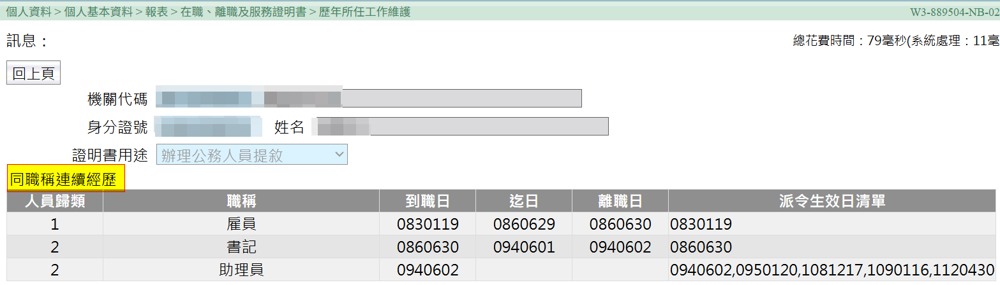 個人資料 > 個人基本資料 > 報表 > 在職、離職及服務證明書 > 歷年所任工作維護 W3-889504-NB-02
訊息： 總花費時間：79毫秒(系統處理：11毫
回上頁
機關代碼
身分證號 姓名
證明書用途 辦理公務人員提敘
同職稱連續經歷
人員歸類 職稱 到職日 迄日 離職日 派令生效日清單
1 雇員 0830119 0860629 0860630 0830119
2 書記 0860630 0940601 0940602 0860630
2 助理員 0940602 0940602,0950120,1081217,1090116,1120430